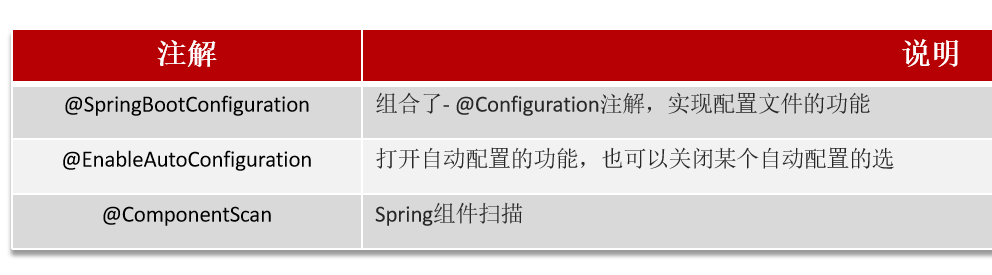 注解 说明
@SpringBootConfiguration 组合了- @Configuration注解，实现配置文件的功能
@EnableAutoConfiguration 打开自动配置的功能，也可以关闭某个自动配置的选
@ComponentScan Spring组件扫描